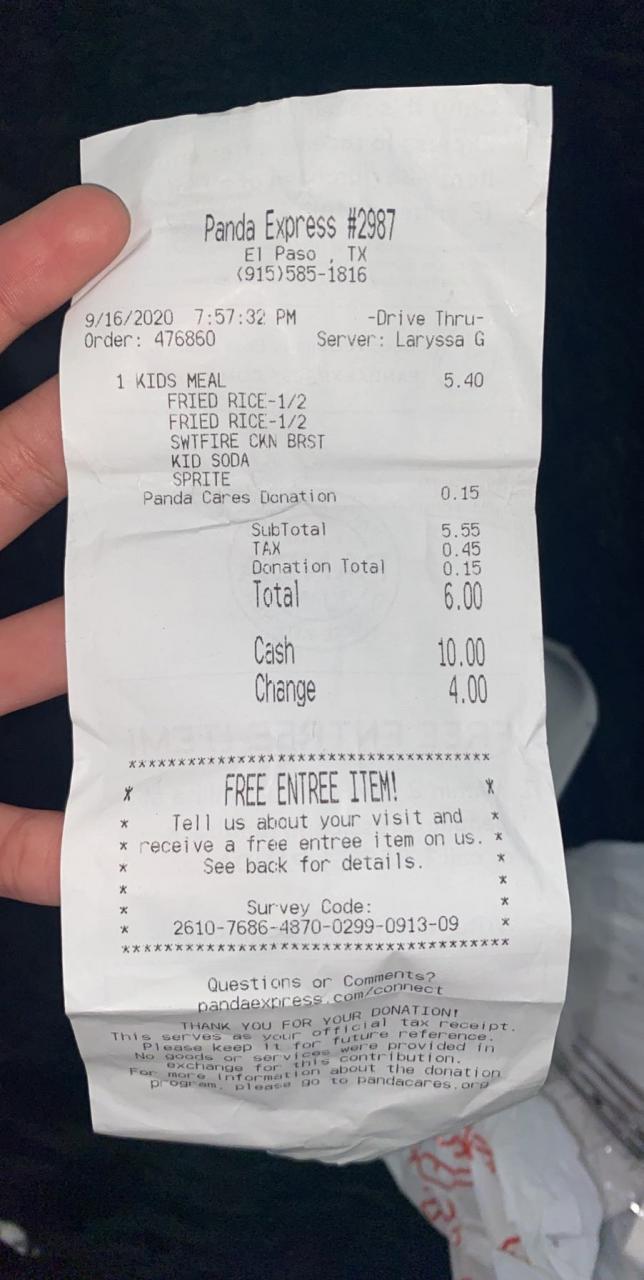 Panda Express #2987
El Paso , TX
(915)585-1816
9/16/2020 7:57:32 PM -Drive Thru-
Order: 476860 Server: Laryssa G
1 KIDS MEAL 5.40
FRIED RICE-1/2
FRIED RICE-1/2
SWTFIRE CKN BRST
KID SODA
SPRITE
Panda Cares Donation 0.15
SubTotal 5.55
TAX 0.45
Donation Total 0.15
Total 6.00
Cash 10.00
Change 4.00
*************************************
* FREE ENTREE ITEM! *
* Tell us about your visit and *
* receive a free entree item on us. *
* See back for details. *
* *
* Survey Code: *
* 2610-7686-4870-0299-0913-09 *
*************************************
Questions or Comments?
pandaexpress.com/connect
THANK YOU FOR YOUR DONATION!
This serves as your official tax receipt.
Please keep it for future reference.
No goods or services were provided in
exchange for this contribution.
For more information about the donation
program, please go to pandacares.org